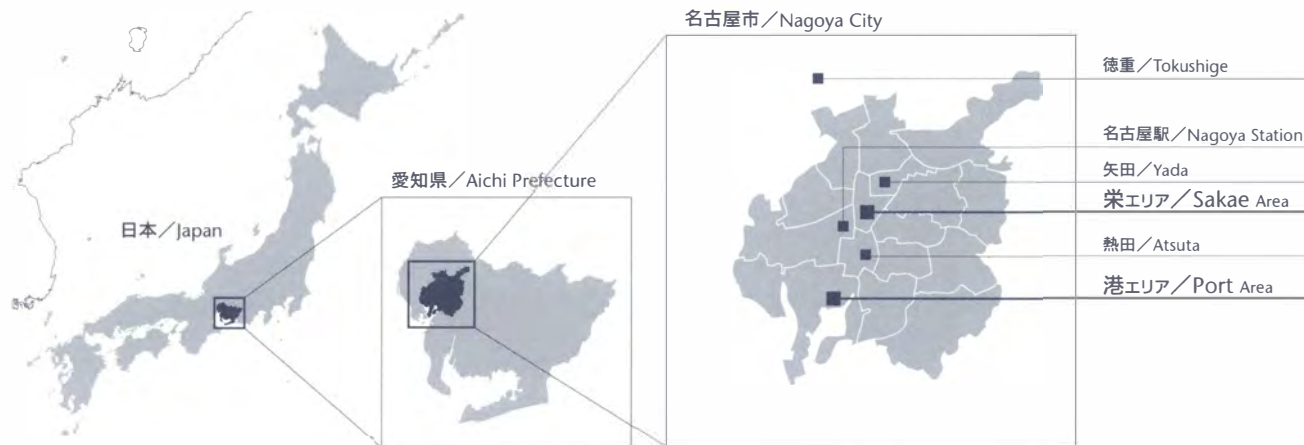 名古屋市／Nagoya City
徳重／Tokushige
名古屋駅／Nagoya Station
愛知県／Aichi Prefecture
矢田／Yada
栄エリア／Sakae Area
日本／Japan
熱田／Atsuta
港エリア／Port Area